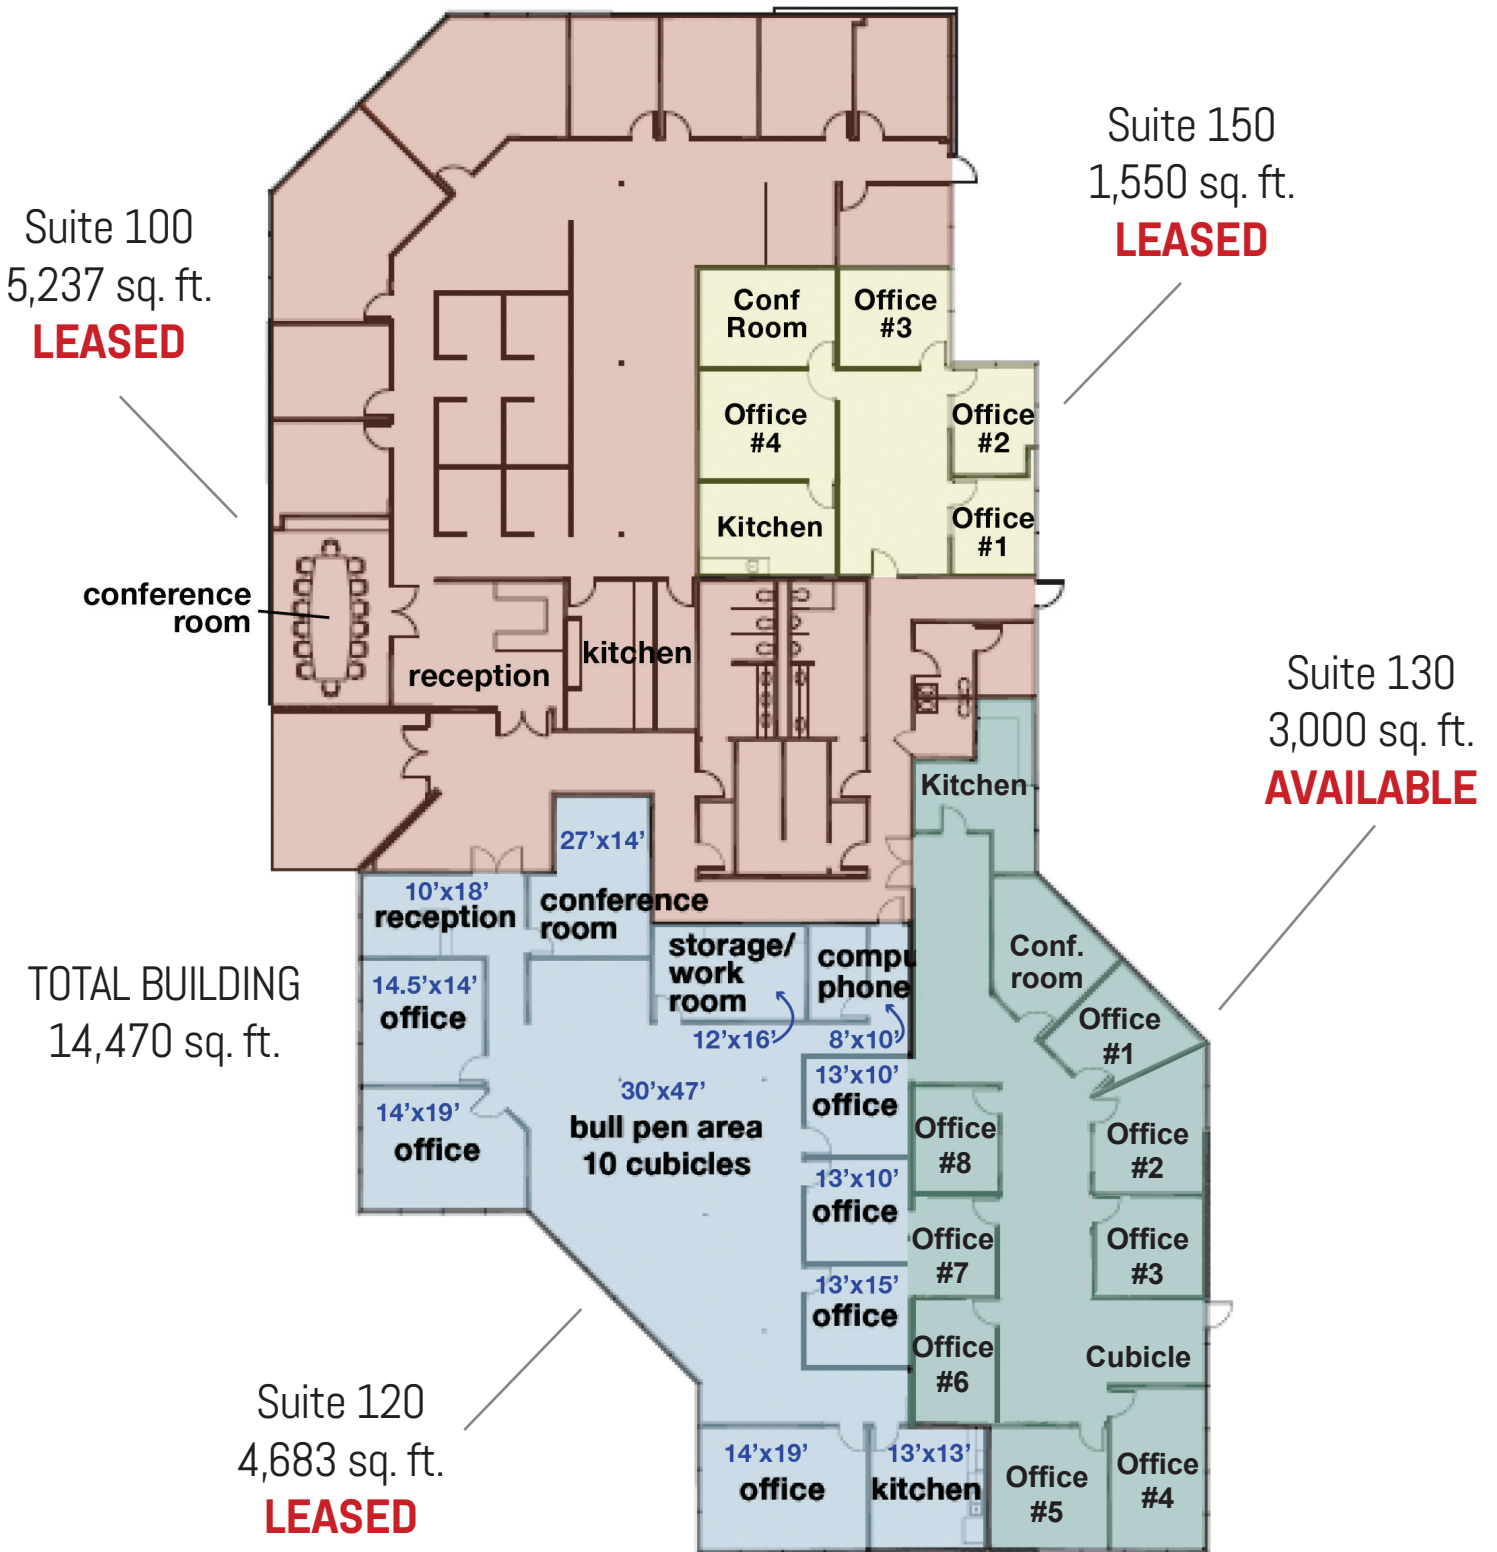 Suite 150
1,550 sq. ft.
LEASED
Suite 100
5,237 sq. ft.
LEASED
Conf
Room
Office
#3
Office
#4
Office
#2
Kitchen
Office
#1
conference
room
reception
kitchen
Suite 130
3,000 sq. ft.
AVAILABLE
Kitchen
27’x14’
conference
room
10’x18’
reception
storage/
work
room
12’x16’
compu
phone
8’x10’
Conf.
room
TOTAL BUILDING
14,470 sq. ft.
14.5’x14’
office
Office
#1
14’x19’
office
30’x47’
bull pen area
10 cubicles
13’x10’
office
Office
#8
Office
#2
13’x10’
office
Office
#7
Office
#3
13’x15’
office
Office
#6
Cubicle
Suite 120
4,683 sq. ft.
LEASED
14’x19’
office
13’x13’
kitchen
Office
#5
Office
#4